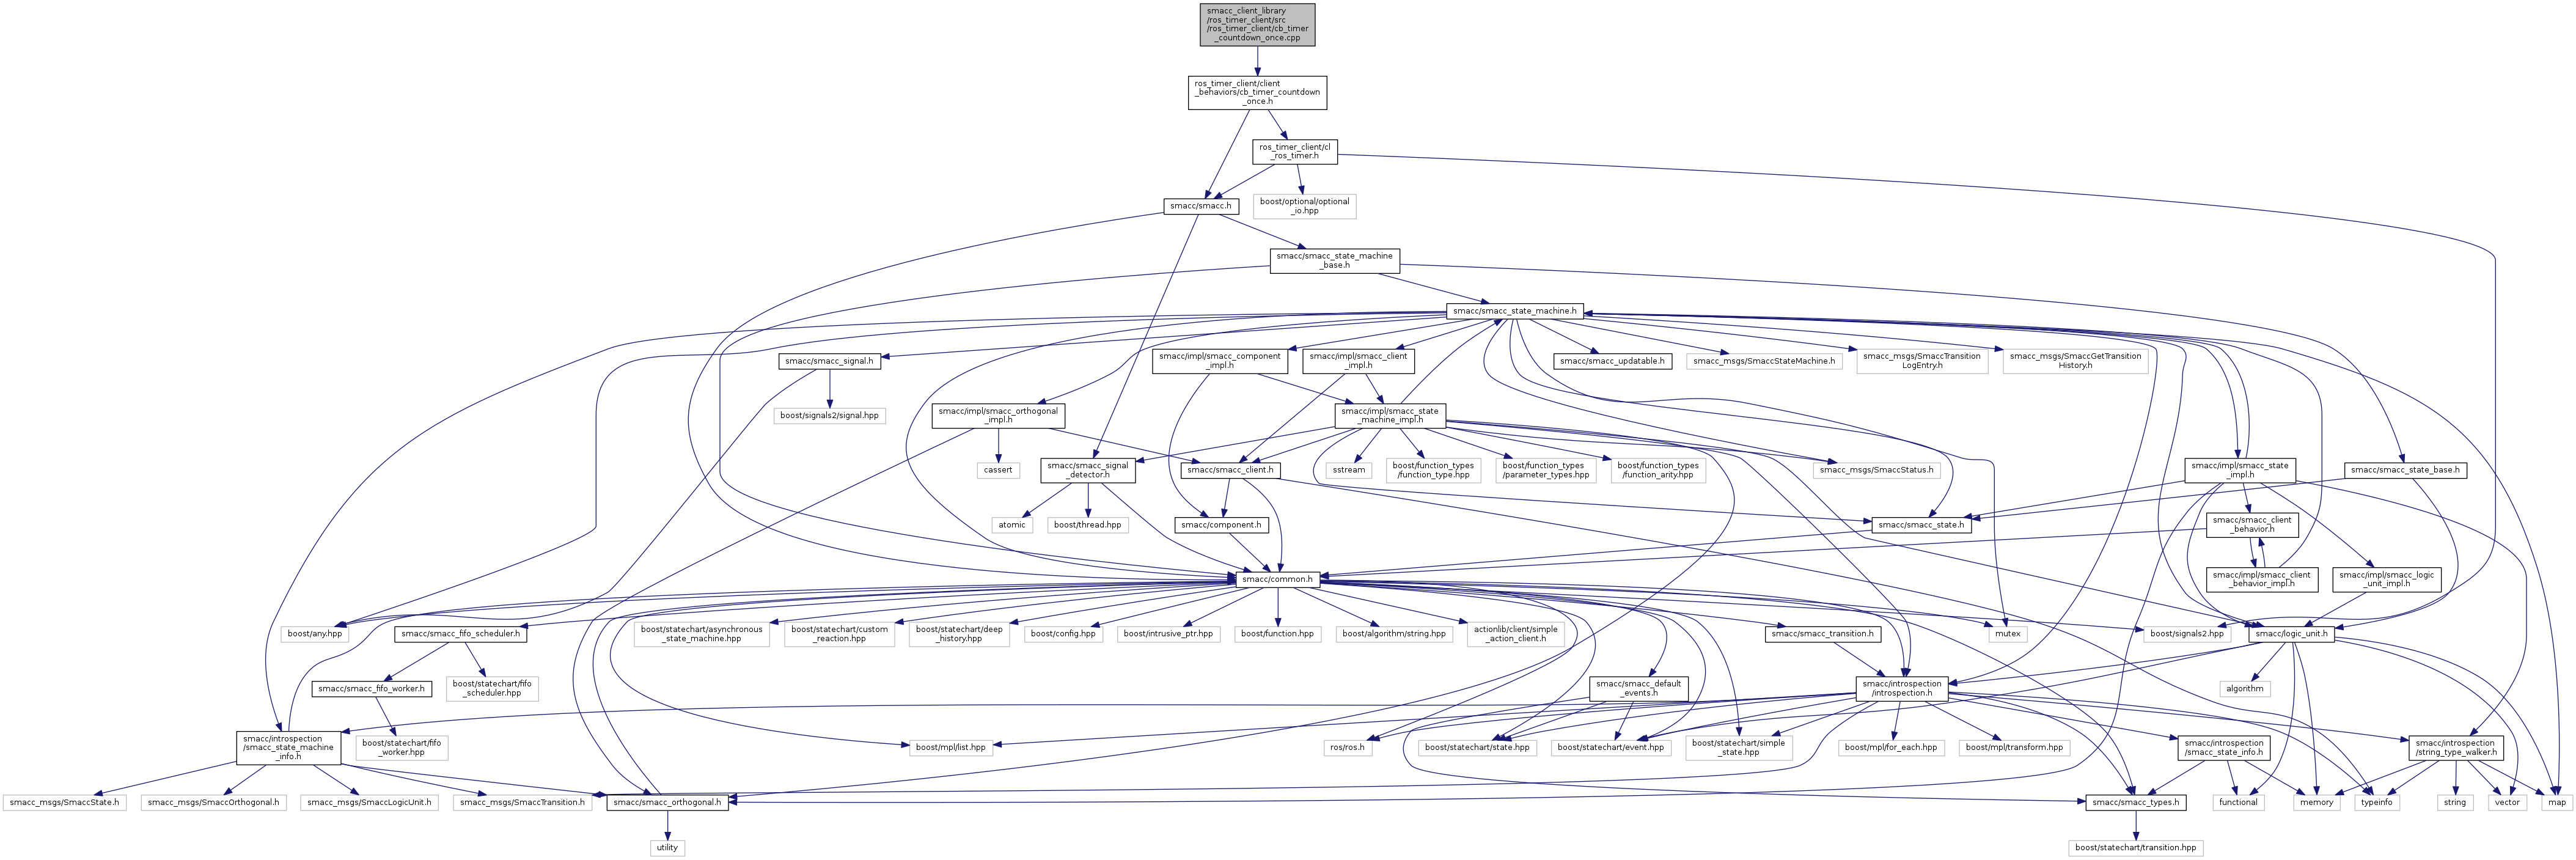 smacc_client_library
/ros_timer_client/src
/ros_timer_client/cb_timer
_countdown_once.cpp
ros_timer_client/client
_behaviors/cb_timer_countdown
_once.h
ros_timer_client/cl
_ros_timer.h
smacc/smacc.h
boost/optional/optional
_io.hpp
smacc/smacc_state_machine
_base.h
smacc/smacc_state_machine.h
smacc/smacc_signal.h
smacc/impl/smacc_component
_impl.h
smacc/impl/smacc_client
_impl.h
smacc/smacc_updatable.h
smacc_msgs/SmaccStateMachine.h
smacc_msgs/SmaccTransition
LogEntry.h
smacc_msgs/SmaccGetTransition
History.h
boost/signals2/signal.hpp
smacc/impl/smacc_orthogonal
_impl.h
smacc/impl/smacc_state
_machine_impl.h
cassert
smacc/smacc_signal
_detector.h
smacc/smacc_client.h
sstream
boost/function_types
/function_type.hpp
boost/function_types
/parameter_types.hpp
boost/function_types
/function_arity.hpp
smacc_msgs/SmaccStatus.h
smacc/impl/smacc_state
_impl.h
smacc/smacc_state_base.h
atomic
boost/thread.hpp
smacc/component.h
smacc/smacc_state.h
smacc/smacc_client
_behavior.h
smacc/common.h
smacc/impl/smacc_client
_behavior_impl.h
smacc/impl/smacc_logic
_unit_impl.h
boost/any.hpp
smacc/smacc_fifo_scheduler.h
boost/statechart/asynchronous
_state_machine.hpp
boost/statechart/custom
_reaction.hpp
boost/statechart/deep
_history.hpp
boost/config.hpp
boost/intrusive_ptr.hpp
boost/function.hpp
boost/algorithm/string.hpp
actionlib/client/simple
_action_client.h
smacc/smacc_transition.h
mutex
boost/signals2.hpp
smacc/logic_unit.h
smacc/smacc_fifo_worker.h
boost/statechart/fifo
_scheduler.hpp
smacc/smacc_default
_events.h
smacc/introspection
/introspection.h
algorithm
smacc/introspection
/smacc_state_machine
_info.h
boost/statechart/fifo
_worker.hpp
boost/mpl/list.hpp
ros/ros.h
boost/statechart/state.hpp
boost/statechart/event.hpp
boost/statechart/simple
_state.hpp
boost/mpl/for_each.hpp
boost/mpl/transform.hpp
smacc/introspection
/smacc_state_info.h
smacc/introspection
/string_type_walker.h
smacc_msgs/SmaccState.h
smacc_msgs/SmaccOrthogonal.h
smacc_msgs/SmaccLogicUnit.h
smacc_msgs/SmaccTransition.h
smacc/smacc_orthogonal.h
smacc/smacc_types.h
functional
memory
typeinfo
string
vector
map
utility
boost/statechart/transition.hpp